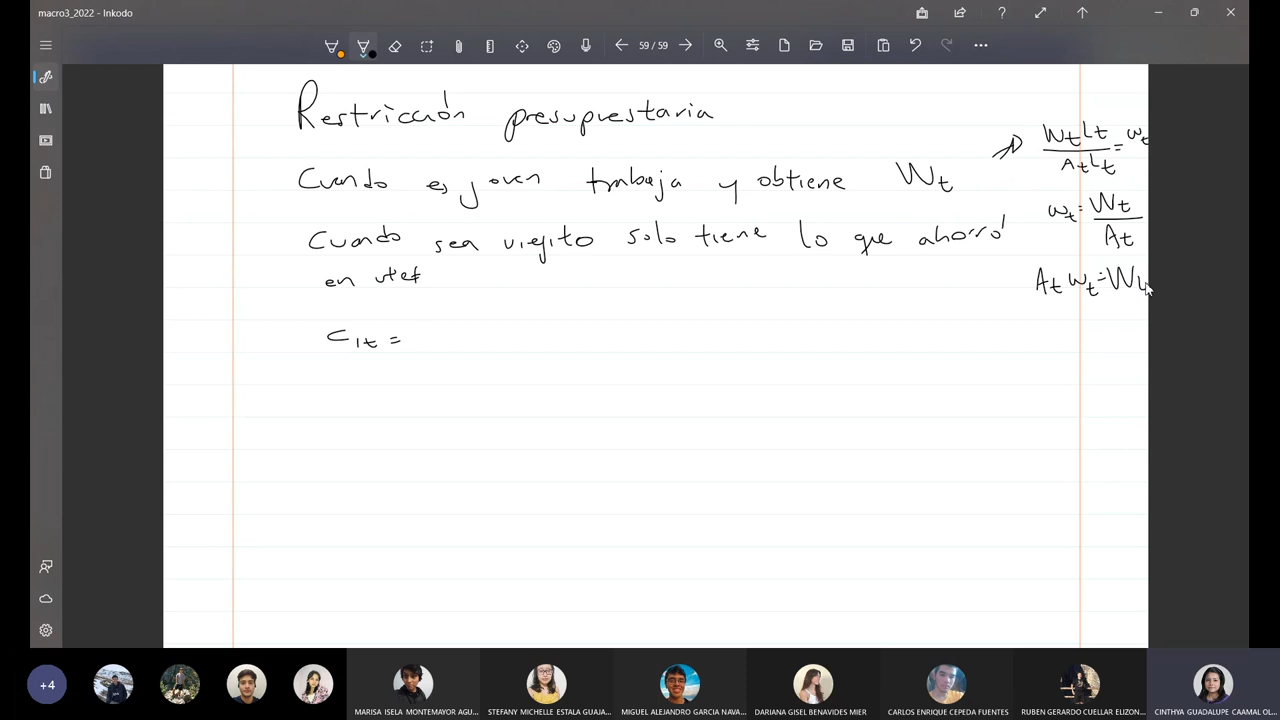 macro3_2022 - Inkodo
59 / 59
Restricción presupuestaria
Cuando es joven trabaja y obtiene Wt
Cuando sea viejito solo tiene lo que ahorró
en
C1t =
WtLt / AtLt = wt
wt = Wt / At
At wt = Wt
+4
MARISA ISELA MONTEMAYOR AGU...
STEFANY MICHELLE ESTALA GUAJA...
MIGUEL ALEJANDRO GARCIA NAVA...
DARIANA GISEL BENAVIDES MIER
CARLOS ENRIQUE CEPEDA FUENTES
RUBEN GERARDO CUELLAR ELIZON...
CINTHYA GUADALUPE CAAMAL OL...